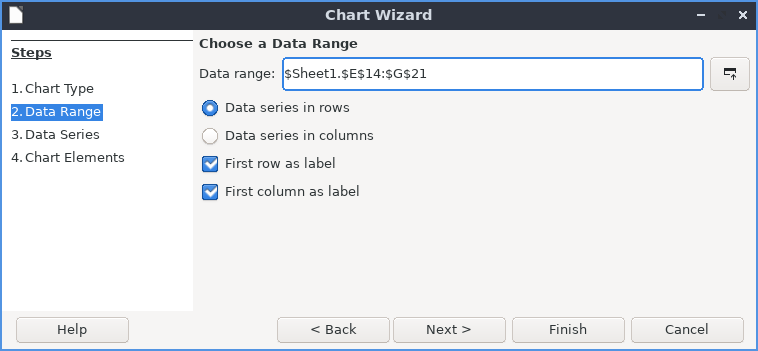 Chart Wizard
Steps
1. Chart Type
2. Data Range
3. Data Series
4. Chart Elements
Choose a Data Range
Data range: $Sheet1.$E$14:$G$21
Data series in rows
Data series in columns
First row as label
First column as label
Help
< Back
Next >
Finish
Cancel